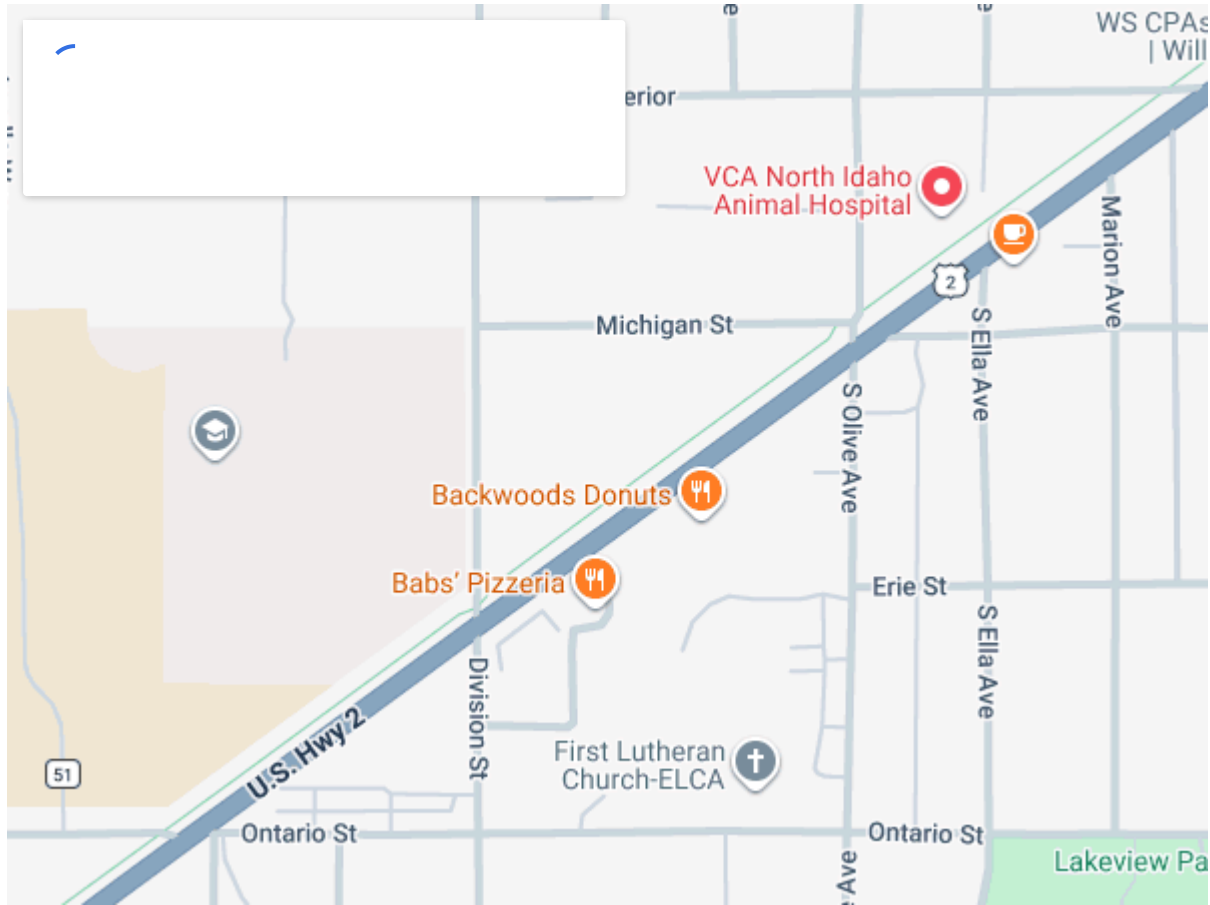 WS CPAs
| Will
erior
VCA North Idaho
Animal Hospital
Marion Ave
2
Michigan St
S Ella Ave
S Olive Ave
Backwoods Donuts
Babs’ Pizzeria
Erie St
S Ella Ave
Division St
U.S. Hwy 2
First Lutheran
Church-ELCA
51
Ontario St
Ontario St
Ave
Lakeview Pa